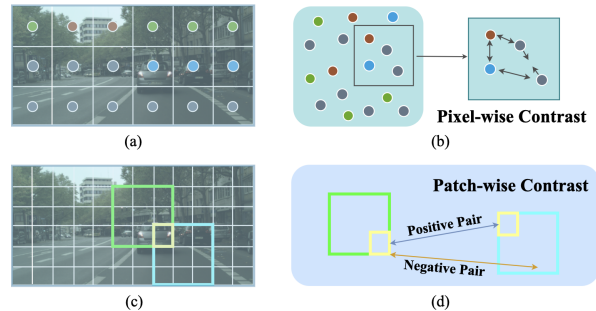 (a)
(b)
Pixel-wise Contrast
(c)
(d)
Patch-wise Contrast
Positive Pair
Negative Pair